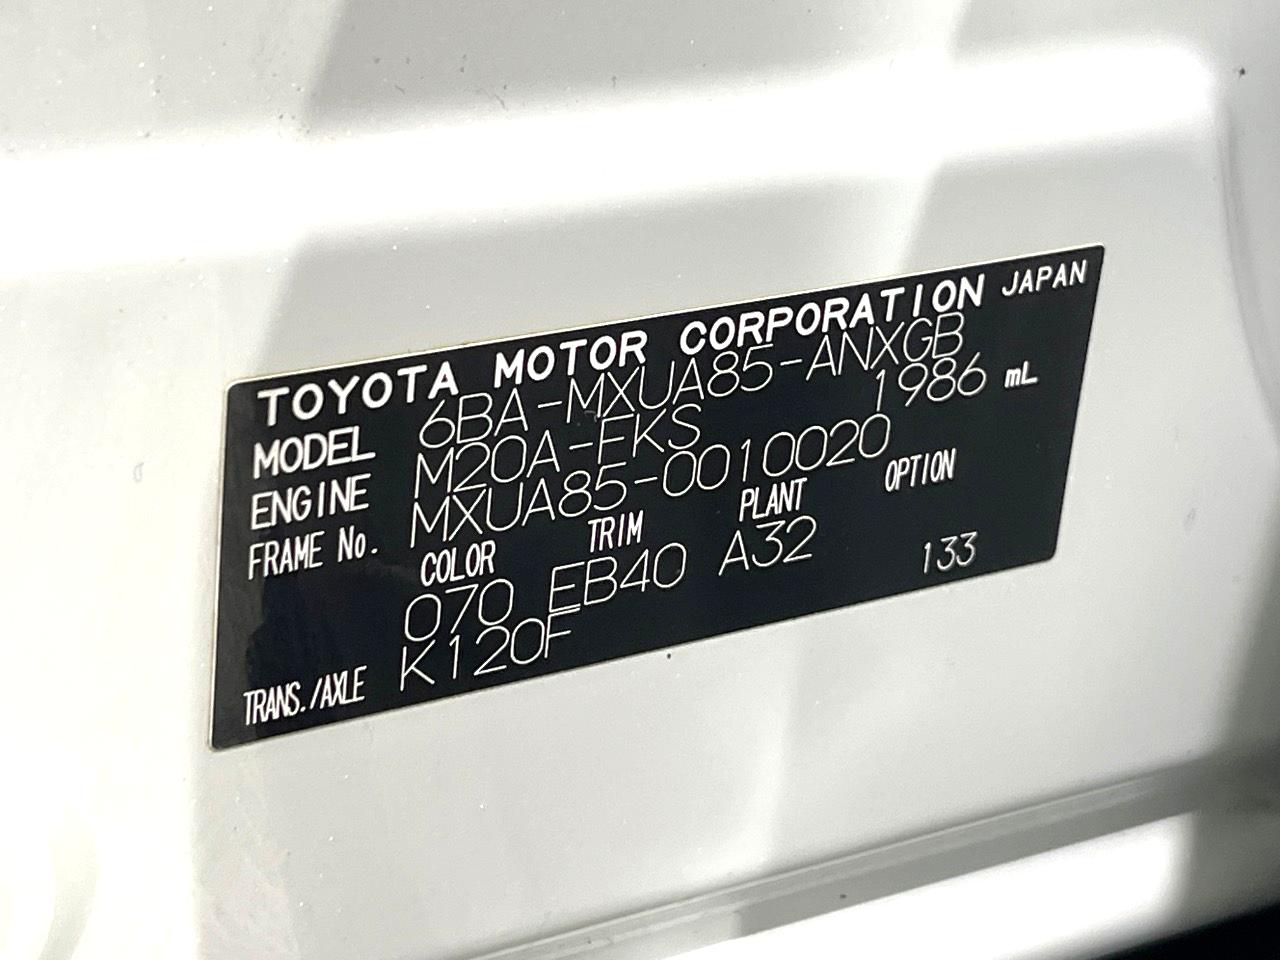 TOYOTA MOTOR CORPORATION JAPAN
MODEL 6BA-MXUA85-ANXGB
ENGINE M20A-FKS 1986 mL
FRAME No. MXUA85-0010020
COLOR TRIM PLANT OPTION
070 EB40 A32 133
TRANS./AXLE K120F